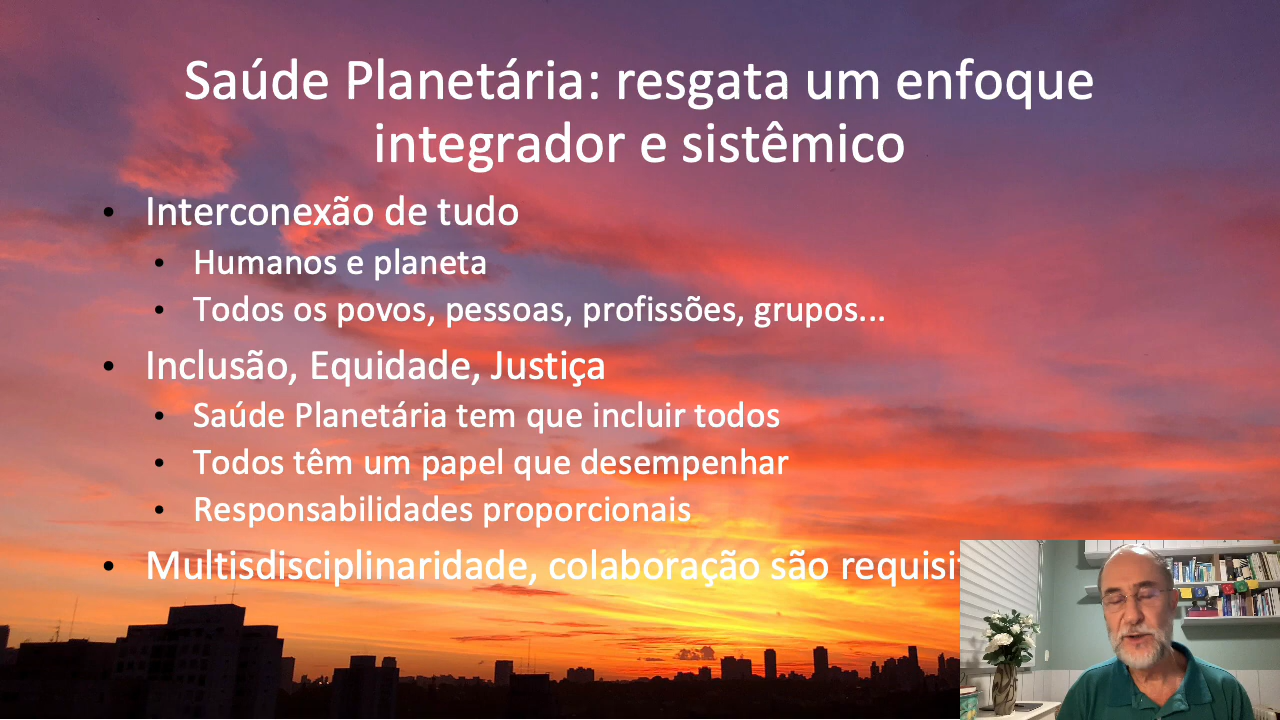 Saúde Planetária: resgata um enfoque
integrador e sistêmico
• Interconexão de tudo
• Humanos e planeta
• Todos os povos, pessoas, profissões, grupos...
• Inclusão, Equidade, Justiça
• Saúde Planetária tem que incluir todos
• Todos têm um papel que desempenhar
• Responsabilidades proporcionais
• Multisdisciplinaridade, colaboração são